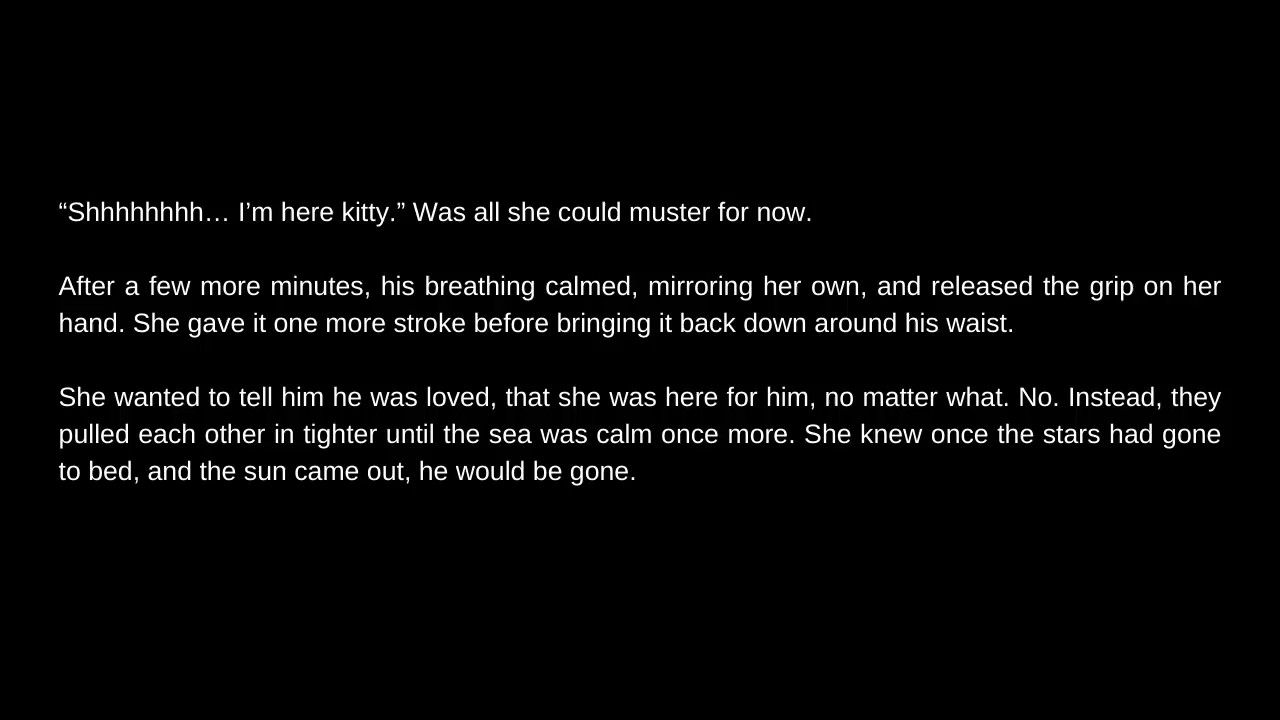 “Shhhhhhhh… I’m here kitty.” Was all she could muster for now.
After a few more minutes, his breathing calmed, mirroring her own, and released the grip on her
hand. She gave it one more stroke before bringing it back down around his waist.
She wanted to tell him he was loved, that she was here for him, no matter what. No. Instead, they
pulled each other in tighter until the sea was calm once more. She knew once the stars had gone
to bed, and the sun came out, he would be gone.